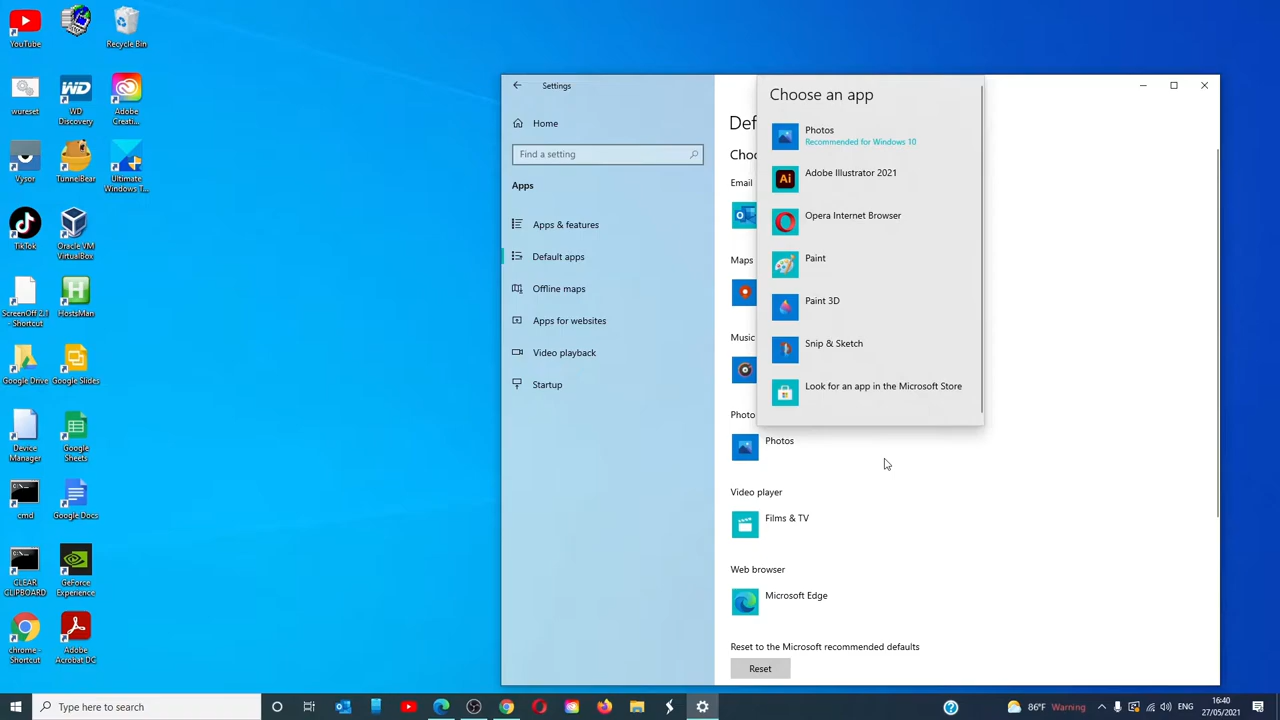 YouTube
Recycle Bin
wureset
WD
WD
Discovery
Adobe
Creati...
Vysor
TunnelBear
Ultimate
Windows T...
TikTok
Oracle VM
VirtualBox
ScreenOff 2.1
- Shortcut
H
HostsMan
Google Drive
Google Slides
Device
Manager
Google
Sheets
cmd
Google Docs
CLEAR
CLIPBOARD
GeForce
Experience
chrome -
Shortcut
Adobe
Acrobat DC
Settings
Home
Find a setting
Apps
Apps & features
Default apps
Offline maps
Apps for websites
Video playback
Startup
Def
Choo
Email
Maps
Music
Photo
Photos
Video player
Films & TV
Web browser
Microsoft Edge
Reset to the Microsoft recommended defaults
Reset
Choose an app
Photos
Recommended for Windows 10
Ai
Adobe Illustrator 2021
Opera Internet Browser
Paint
Paint 3D
Snip & Sketch
Look for an app in the Microsoft Store
Type here to search
86°F Warning
ENG
16:40
27/05/2021